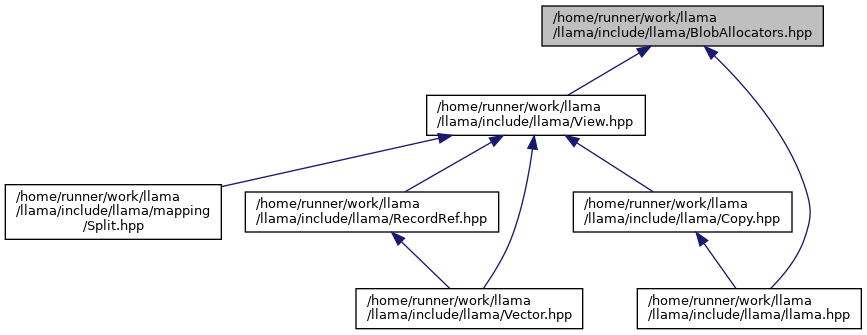 /home/runner/work/llama
/llama/include/llama/BlobAllocators.hpp
/home/runner/work/llama
/llama/include/llama/View.hpp
/home/runner/work/llama
/llama/include/llama/mapping
/Split.hpp
/home/runner/work/llama
/llama/include/llama/RecordRef.hpp
/home/runner/work/llama
/llama/include/llama/Copy.hpp
/home/runner/work/llama
/llama/include/llama/Vector.hpp
/home/runner/work/llama
/llama/include/llama/llama.hpp